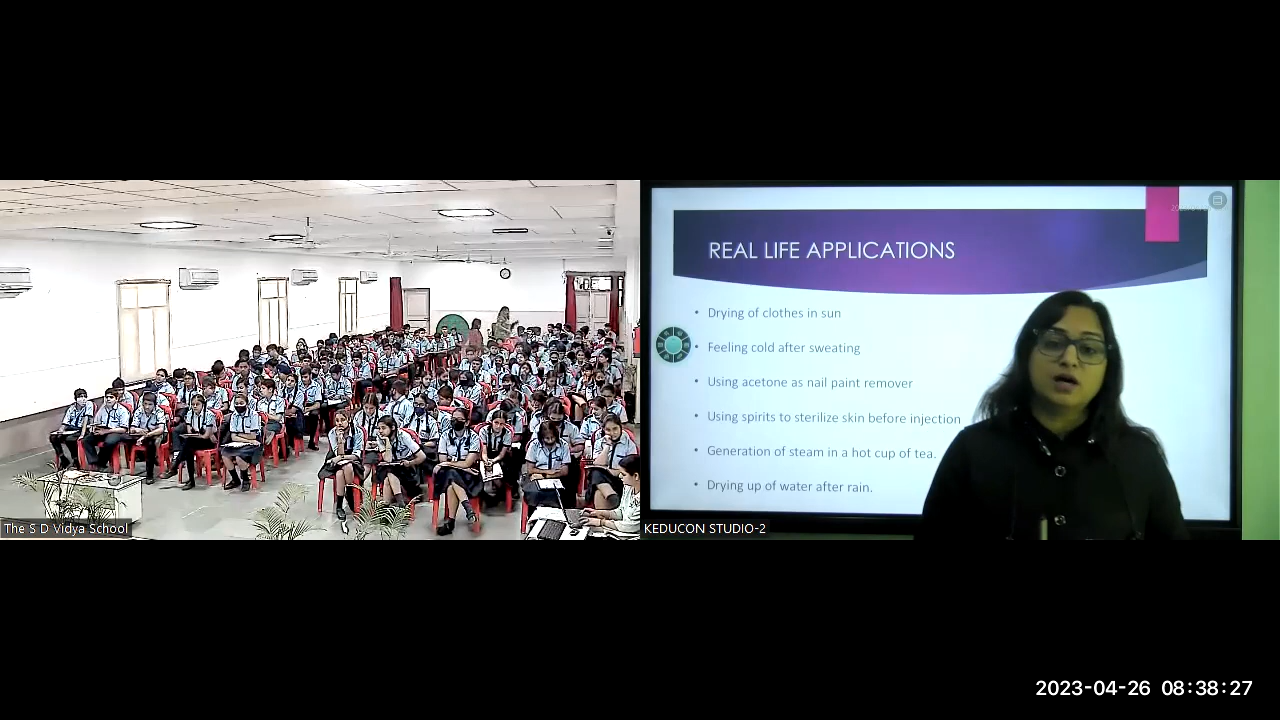 REAL LIFE APPLICATIONS
• Drying of clothes in sun
• Feeling cold after sweating
• Using acetone as nail paint remover
• Using spirits to sterilize skin before injection
• Generation of steam in a hot cup of tea.
• Drying up of water after rain.
The S D Vidya School
KEDUCON STUDIO-2
2023-04-26 08:38:27